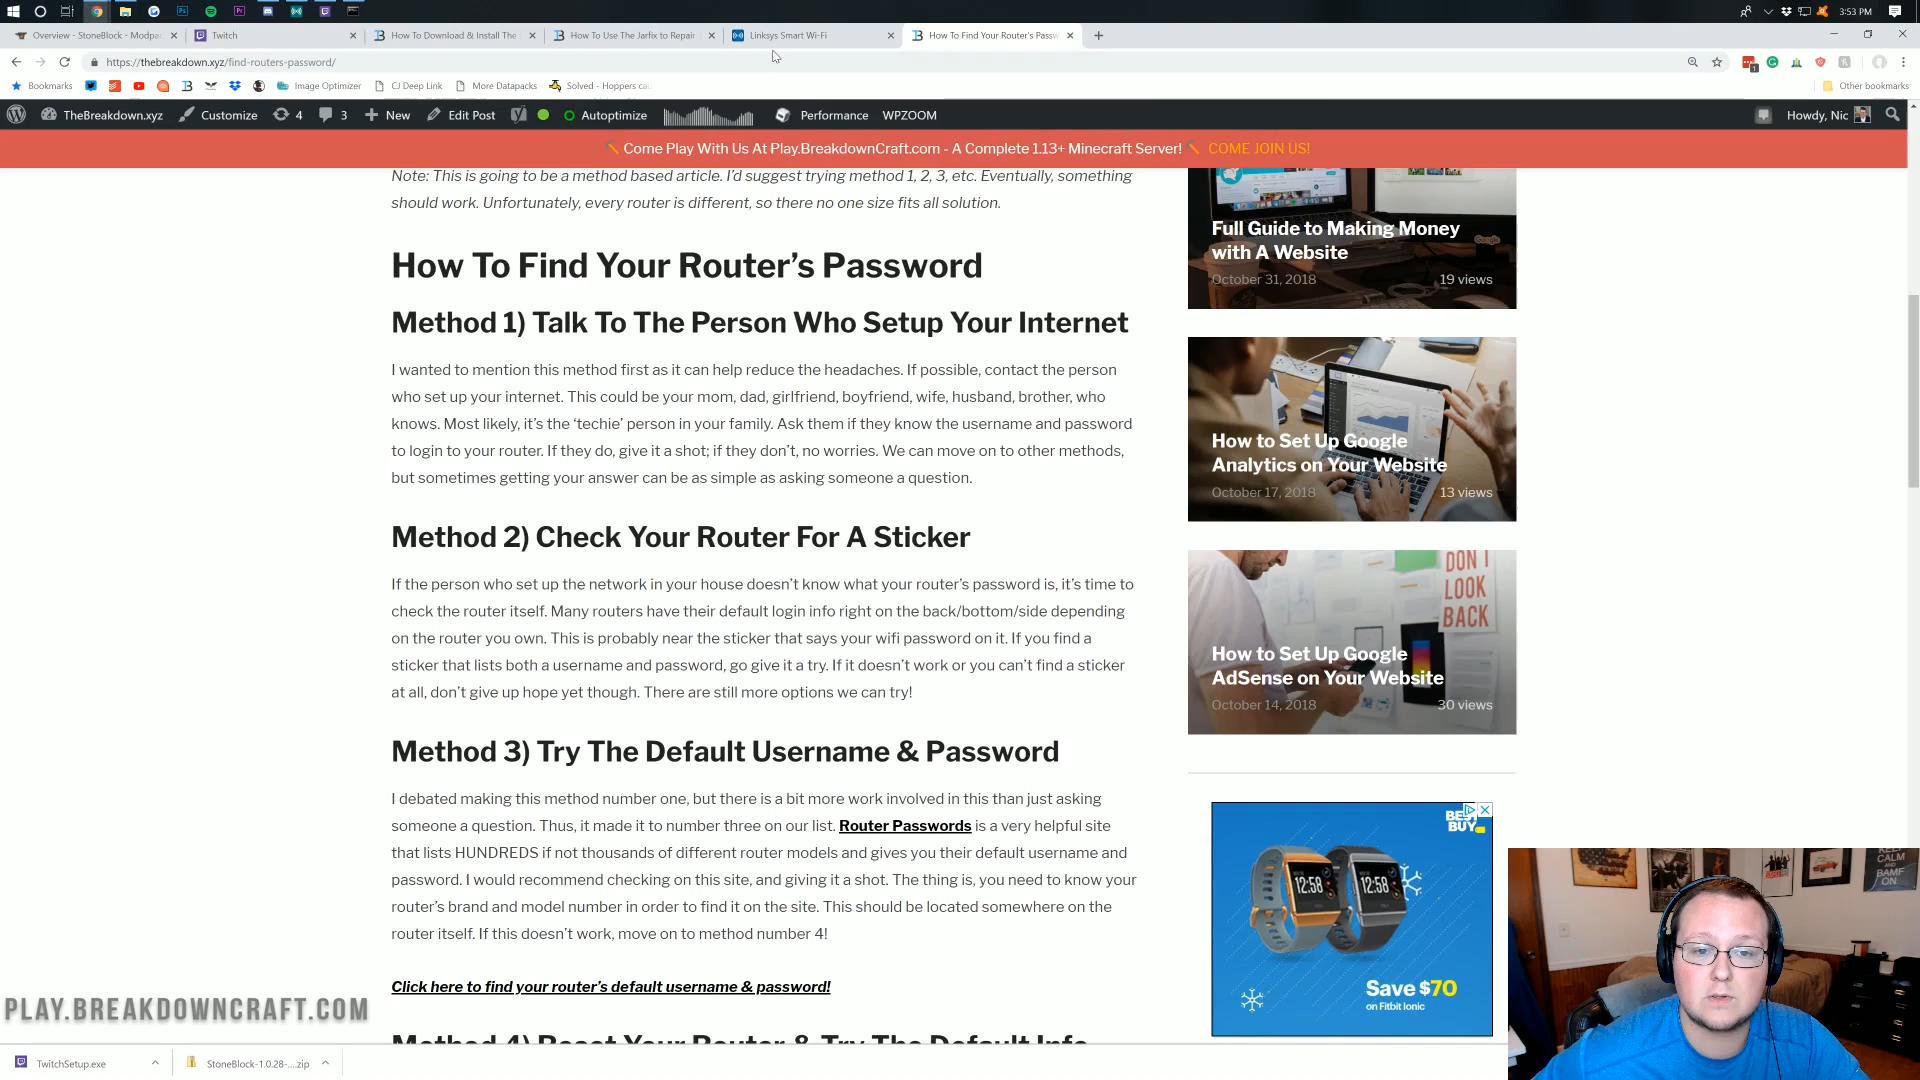 3:53 PM
Overview - StoneBlock - Modpa
Twitch
How To Download & Install The
How To Use The Jarfix to Repair
Linksys Smart Wi-Fi
How To Find Your Router's Passw
https://thebreakdown.xyz/find-routers-password/
Bookmarks
Image Optimizer
CJ Deep Link
More Datapacks
Solved - Hoppers ca
Other bookmarks
TheBreakdown.xyz
Customize
4
3
New
Edit Post
Autoptimize
Performance
WPZOOM
Howdy, Nic
Come Play With Us At Play.BreakdownCraft.com - A Complete 1.13+ Minecraft Server! COME JOIN US!
Note: This is going to be a method based article. I'd suggest trying method 1, 2, 3, etc. Eventually, something
should work. Unfortunately, every router is different, so there no one size fits all solution.
How To Find Your Router's Password
Method 1) Talk To The Person Who Setup Your Internet
I wanted to mention this method first as it can help reduce the headaches. If possible, contact the person
who set up your internet. This could be your mom, dad, girlfriend, boyfriend, wife, husband, brother, who
knows. Most likely, it's the 'techie' person in your family. Ask them if they know the username and password
to login to your router. If they do, give it a shot; if they don't, no worries. We can move on to other methods,
but sometimes getting your answer can be as simple as asking someone a question.
Method 2) Check Your Router For A Sticker
If the person who set up the network in your house doesn't know what your router's password is, it's time to
check the router itself. Many routers have their default login info right on the back/bottom/side depending
on the router you own. This is probably near the sticker that says your wifi password on it. If you find a
sticker that lists both a username and password, go give it a try. If it doesn't work or you can't find a sticker
at all, don't give up hope yet though. There are still more options we can try!
Method 3) Try The Default Username & Password
I debated making this method number one, but there is a bit more work involved in this than just asking
someone a question. Thus, it made it to number three on our list. Router Passwords is a very helpful site
that lists HUNDREDS if not thousands of different router models and gives you their default username and
password. I would recommend checking on this site, and giving it a shot. The thing is, you need to know your
router's brand and model number in order to find it on the site. This should be located somewhere on the
router itself. If this doesn't work, move on to method number 4!
Click here to find your router's default username & password!
Method 4) Reset Your Router & Try The Default Info
Full Guide to Making Money
with A Website
October 31, 2018
19 views
How to Set Up Google
Analytics on Your Website
October 17, 2018
13 views
DON'T
LOOK
BACK
How to Set Up Google
AdSense on Your Website
October 14, 2018
30 views
BEST
BUY
12:58
12:58
Save $70
on Fitbit Ionic
KEEP
CALM
AND
BAMF
ON
PLAY.BREAKDOWNCRAFT.COM
TwitchSetup.exe
StoneBlock-1.0.28-....zip